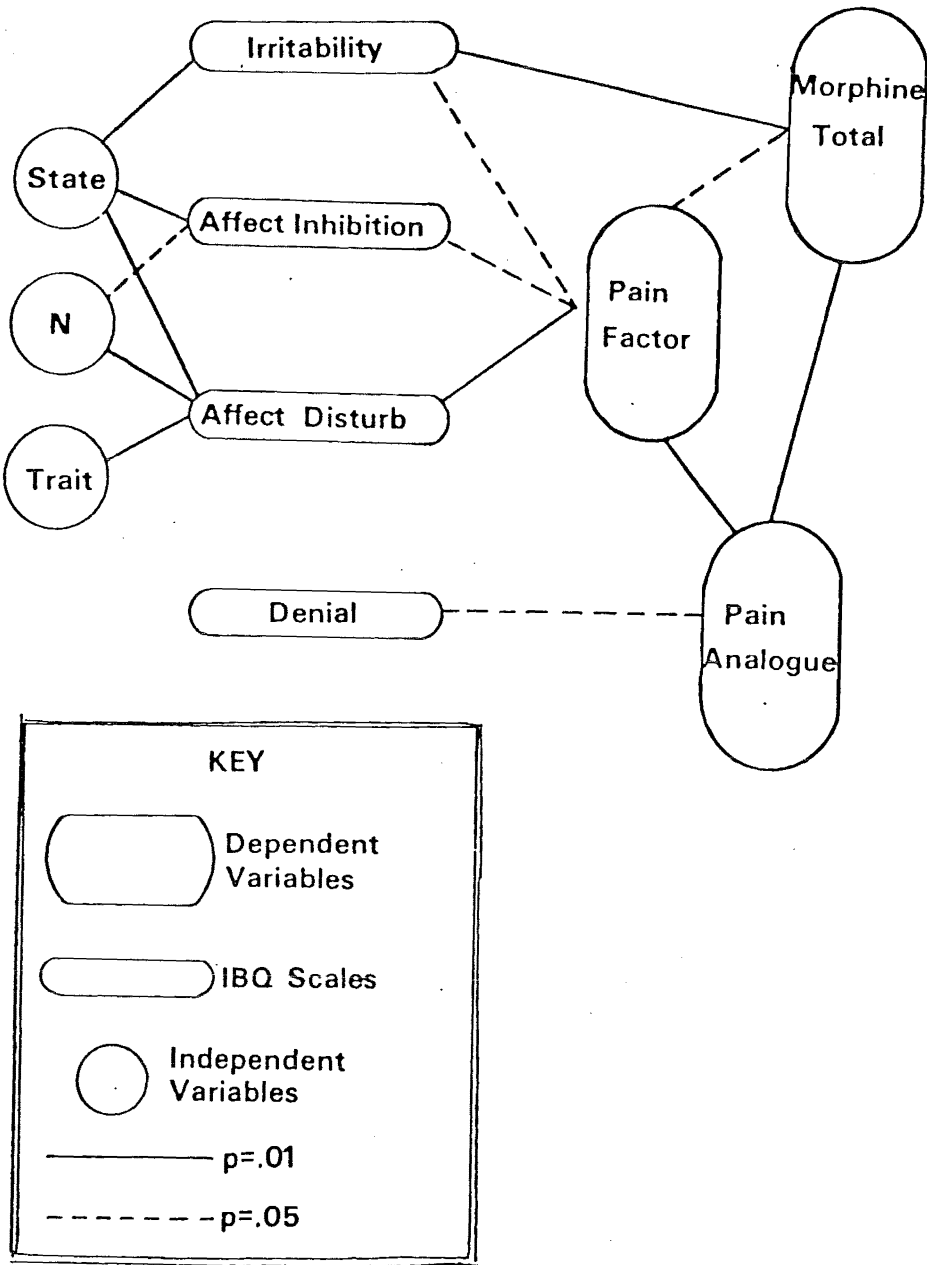 Irritability
Morphine
Total
State
Affect Inhibition
N
Pain
Factor
Affect Disturb
Trait
Denial
Pain
Analogue
KEY
Dependent
Variables
IBQ Scales
Independent
Variables
p=.01
p=.05